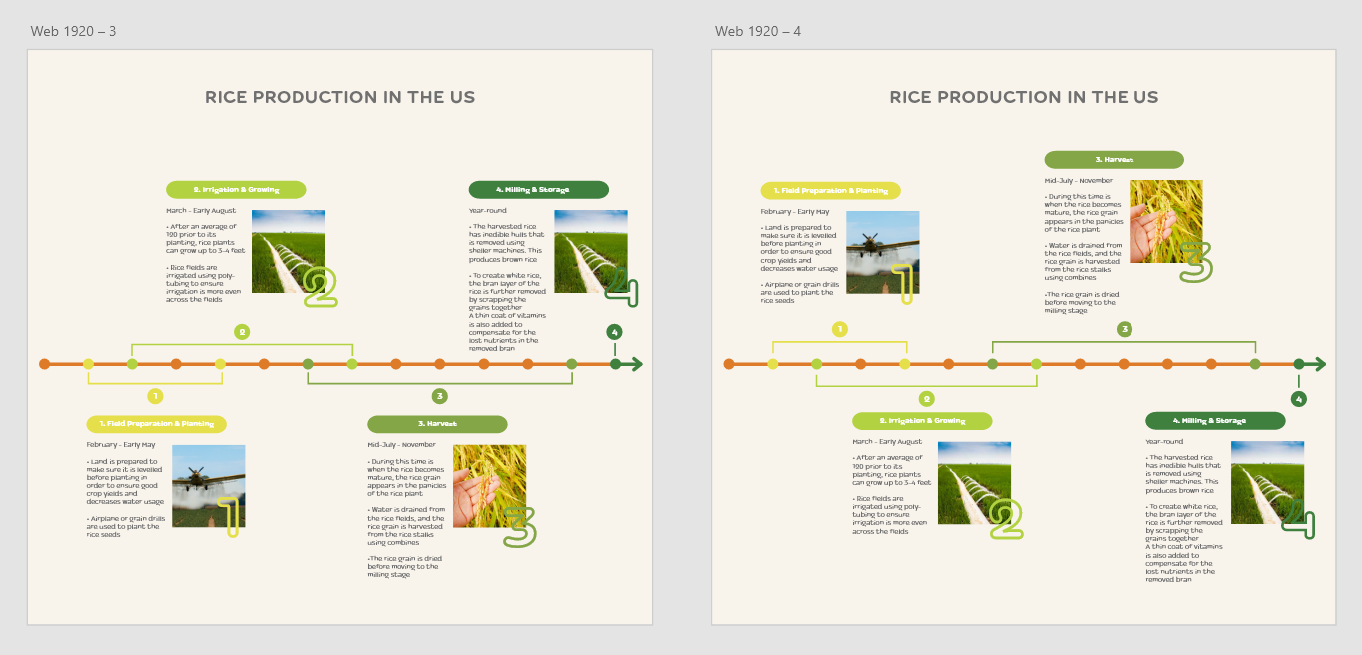 Web 1920 – 3
RICE PRODUCTION IN THE US
2. Irrigation & Growing
March - Early August
• After an average of
120 prior to its
planting, rice plants
can grow up to 3-4 feet
• Rice fields are
irrigated using poly-
tubing to ensure
irrigation is more even
across the fields
2
4. Milling & Storage
Year-round
• The harvested rice
has inedible hulls that
is removed using
sheller machines. This
produces brown rice
• To create white rice,
the bran layer of the
rice is further removed
by scrapping the
grains together
A thin coat of vitamins
is also added to
compensate for the
lost nutrients in the
removed bran
4
2
4
1
3
1. Field Preparation & Planting
February - Early May
• Land is prepared to
make sure it is levelled
before planting in
order to ensure good
crop yields and
decreases water usage
• Airplane or grain drills
are used to plant the
rice seeds
1
3. Harvest
Mid-July - November
• During this time is
when the rice becomes
mature, the rice grain
appears in the panicles
of the rice plant
• Water is drained from
the rice fields, and the
rice grain is harvested
from the rice stalks
using combines
•The rice grain is dried
before moving to the
milling stage
3
Web 1920 – 4
RICE PRODUCTION IN THE US
1. Field Preparation & Planting
February - Early May
• Land is prepared to
make sure it is levelled
before planting in
order to ensure good
crop yields and
decreases water usage
• Airplane or grain drills
are used to plant the
rice seeds
1
3. Harvest
Mid-July - November
• During this time is
when the rice becomes
mature, the rice grain
appears in the panicles
of the rice plant
• Water is drained from
the rice fields, and the
rice grain is harvested
from the rice stalks
using combines
•The rice grain is dried
before moving to the
milling stage
3
1
3
2
4
2. Irrigation & Growing
March - Early August
• After an average of
120 prior to its
planting, rice plants
can grow up to 3-4 feet
• Rice fields are
irrigated using poly-
tubing to ensure
irrigation is more even
across the fields
2
4. Milling & Storage
Year-round
• The harvested rice
has inedible hulls that
is removed using
sheller machines. This
produces brown rice
• To create white rice,
the bran layer of the
rice is further removed
by scrapping the
grains together
A thin coat of vitamins
is also added to
compensate for the
lost nutrients in the
removed bran
4